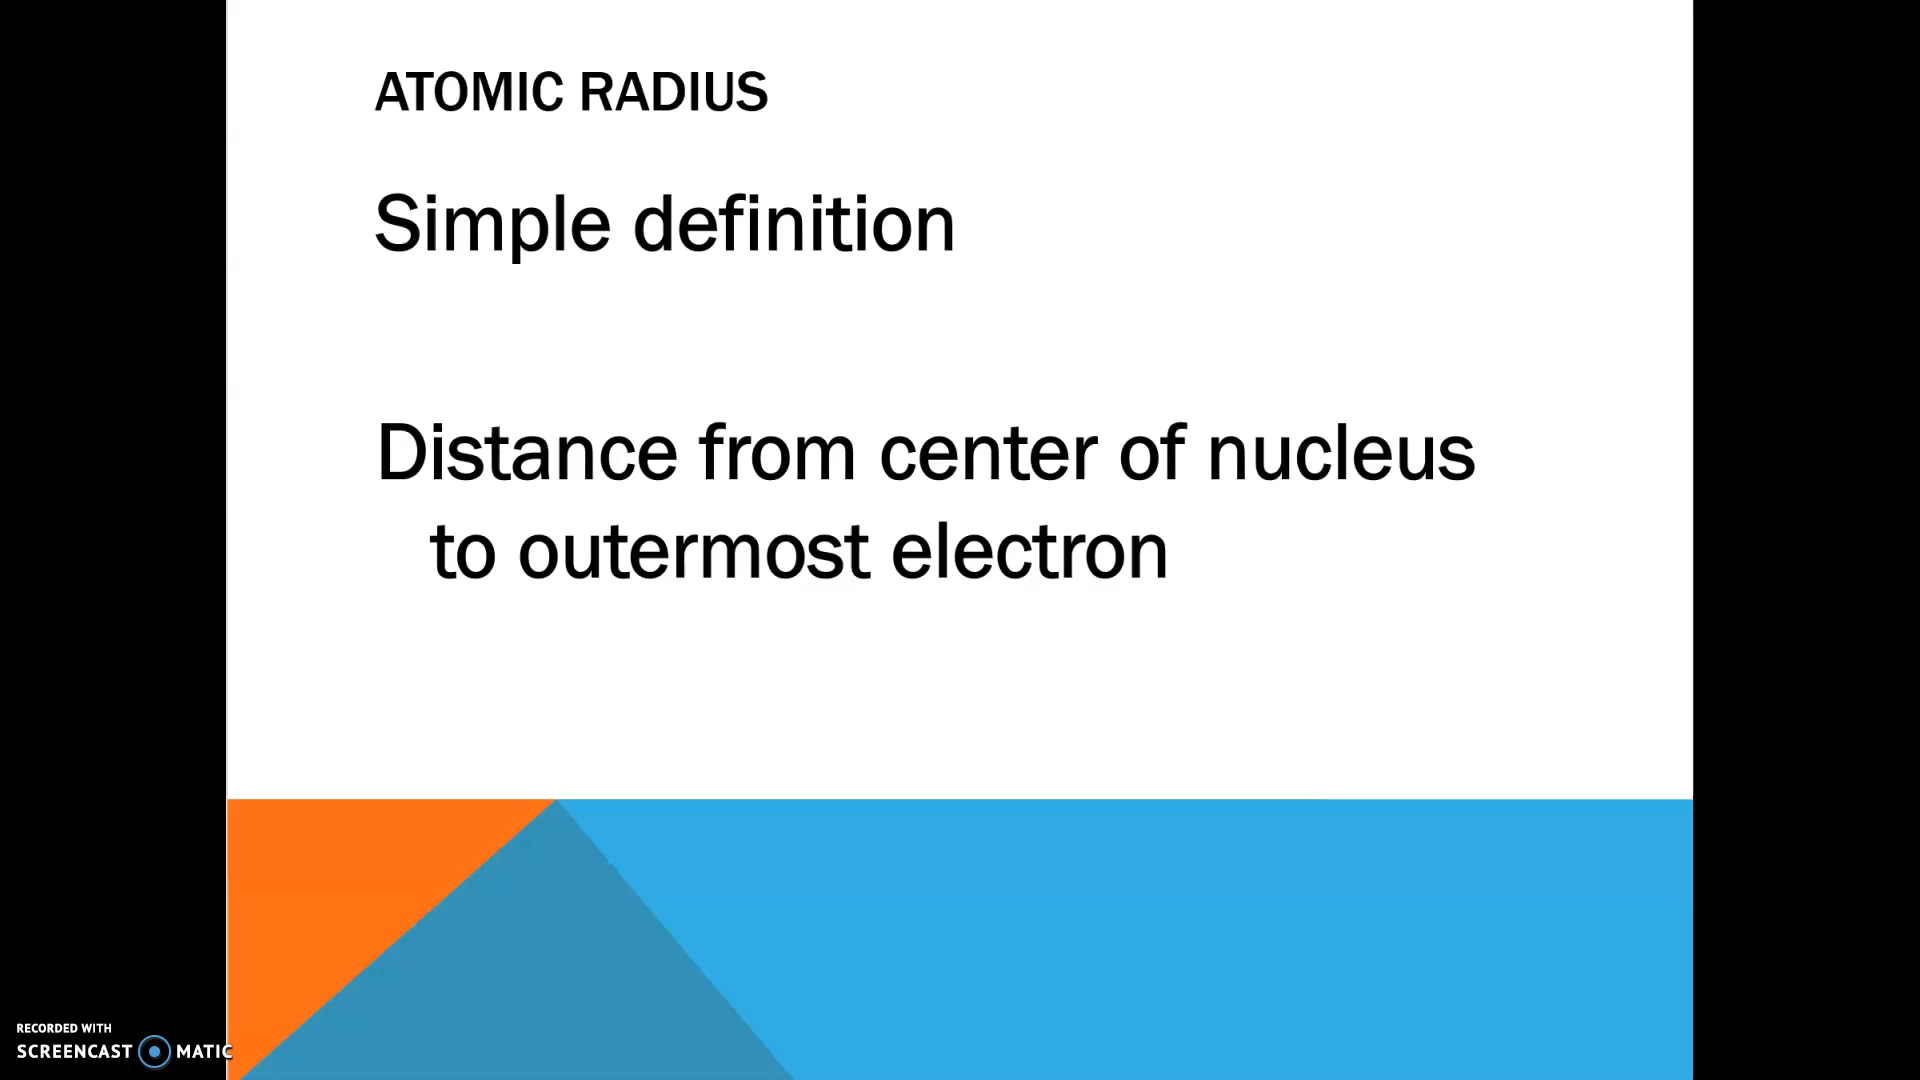 ATOMIC RADIUS
Simple definition
Distance from center of nucleus
to outermost electron
RECORDED WITH
SCREENCAST MATIC